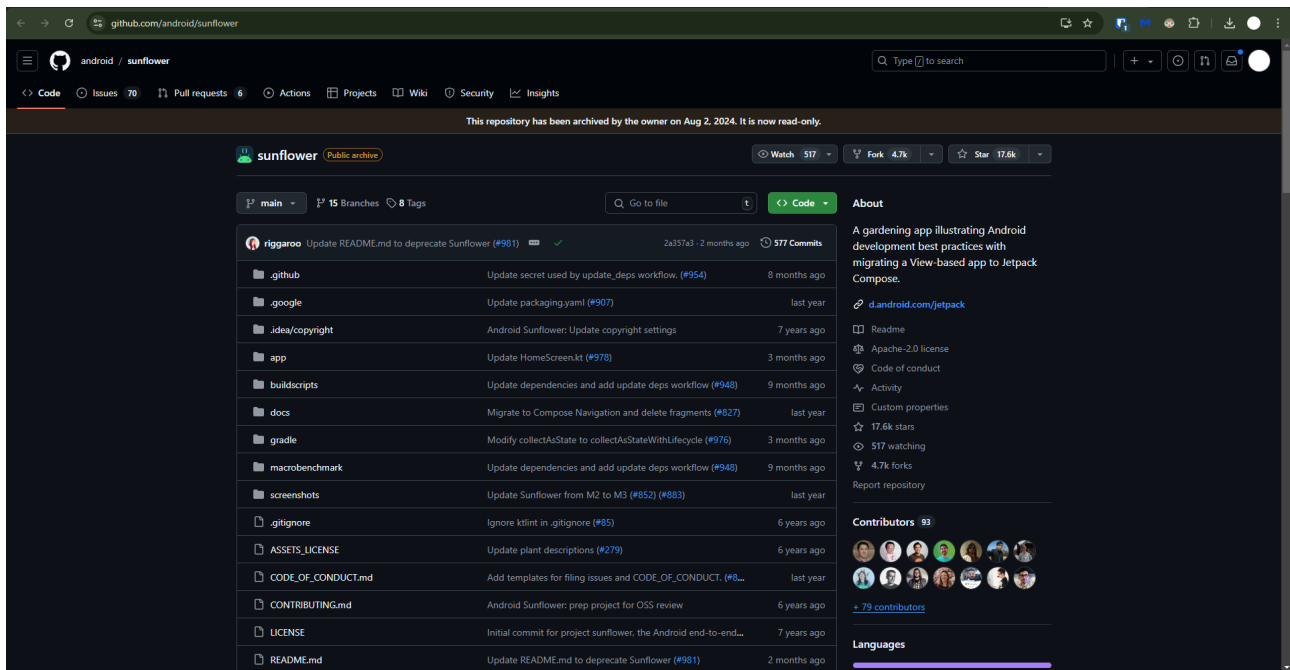 github.com/android/sunflower
android / sunflower
Type / to search
Code Issues 70 Pull requests 6 Actions Projects Wiki Security Insights
This repository has been archived by the owner on Aug 2, 2024. It is now read-only.
sunflower Public archive Watch 517 Fork 4.7k Star 17.6k
main 15 Branches 8 Tags Go to file t Code
About
A gardening app illustrating Android
development best practices with
migrating a View-based app to Jetpack
Compose.
d.android.com/jetpack
Readme
Apache-2.0 license
Code of conduct
Activity
Custom properties
17.6k stars
517 watching
4.7k forks
Report repository
Contributors 93
+ 79 contributors
Languages
riggaroo Update README.md to deprecate Sunflower (#981) 2a357a3 · 2 months ago 577 Commits
.github Update secret used by update_deps workflow. (#954) 8 months ago
.google Update packaging.yaml (#907) last year
.idea/copyright Android Sunflower: Update copyright settings 7 years ago
app Update HomeScreen.kt (#978) 3 months ago
buildscripts Update dependencies and add update deps workflow (#948) 9 months ago
docs Migrate to Compose Navigation and delete fragments (#827) last year
gradle Modify collectAsState to collectAsStateWithLifecycle (#976) 3 months ago
macrobenchmark Update dependencies and add update deps workflow (#948) 9 months ago
screenshots Update Sunflower from M2 to M3 (#852) (#883) last year
.gitignore Ignore ktlint in .gitignore (#85) 6 years ago
ASSETS_LICENSE Update plant descriptions (#279) 6 years ago
CODE_OF_CONDUCT.md Add templates for filing issues and CODE_OF_CONDUCT. (#8... last year
CONTRIBUTING.md Android Sunflower: prep project for OSS review 6 years ago
LICENSE Initial commit for project sunflower, the Android end-to-end... 7 years ago
README.md Update README.md to deprecate Sunflower (#981) 2 months ago